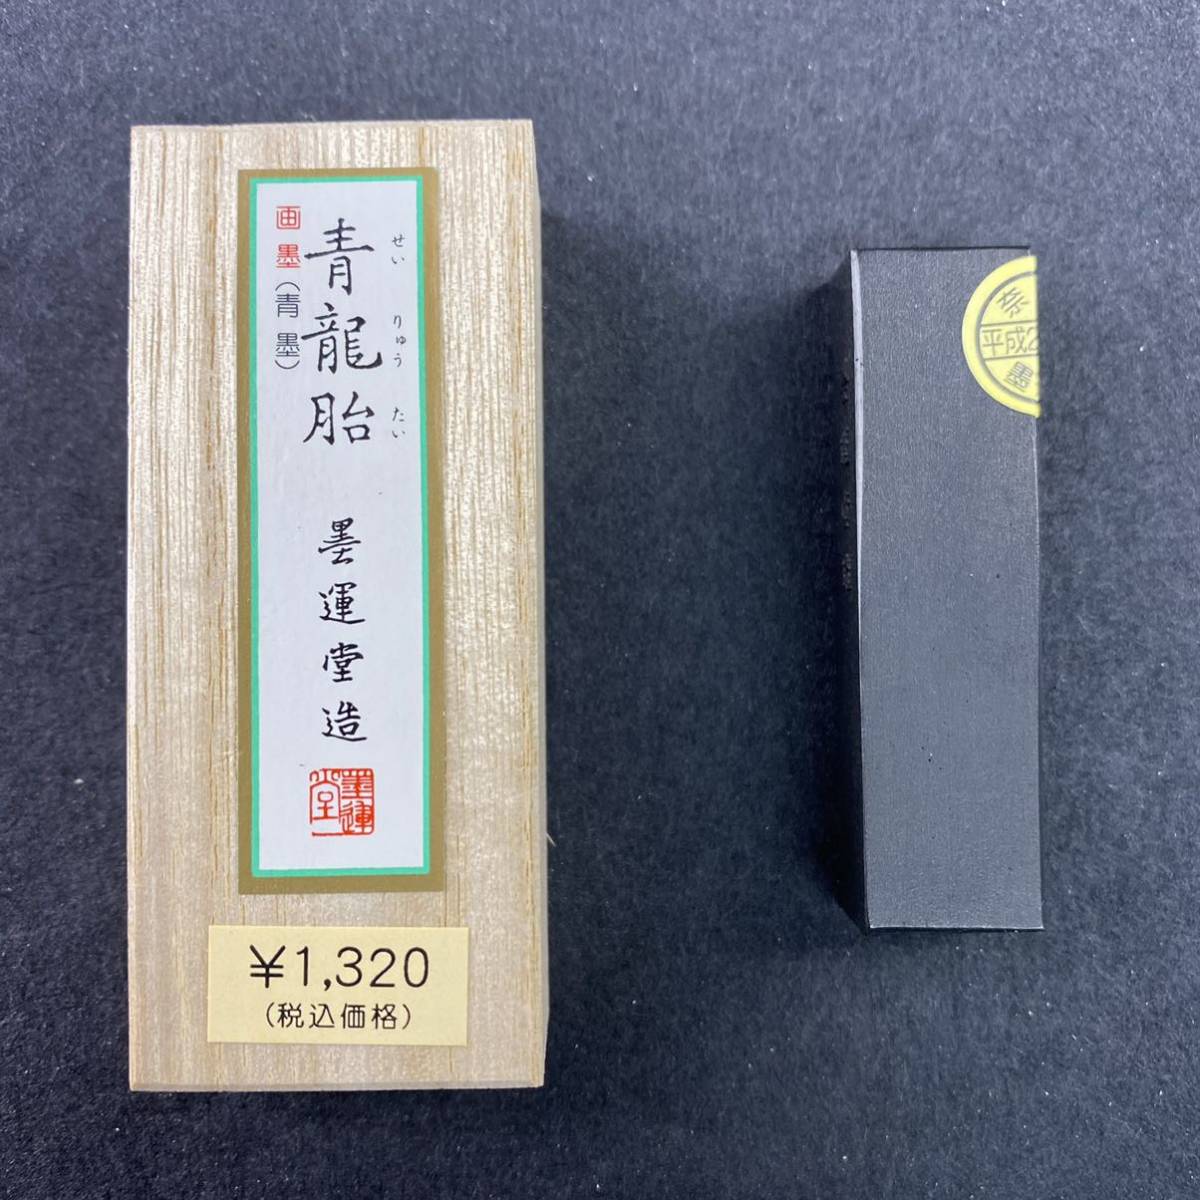 せい りゅう たい
青龍胎 墨運堂造
画墨(青墨)
墨運堂
¥1,320
(税込価格)
奈
平成2
墨